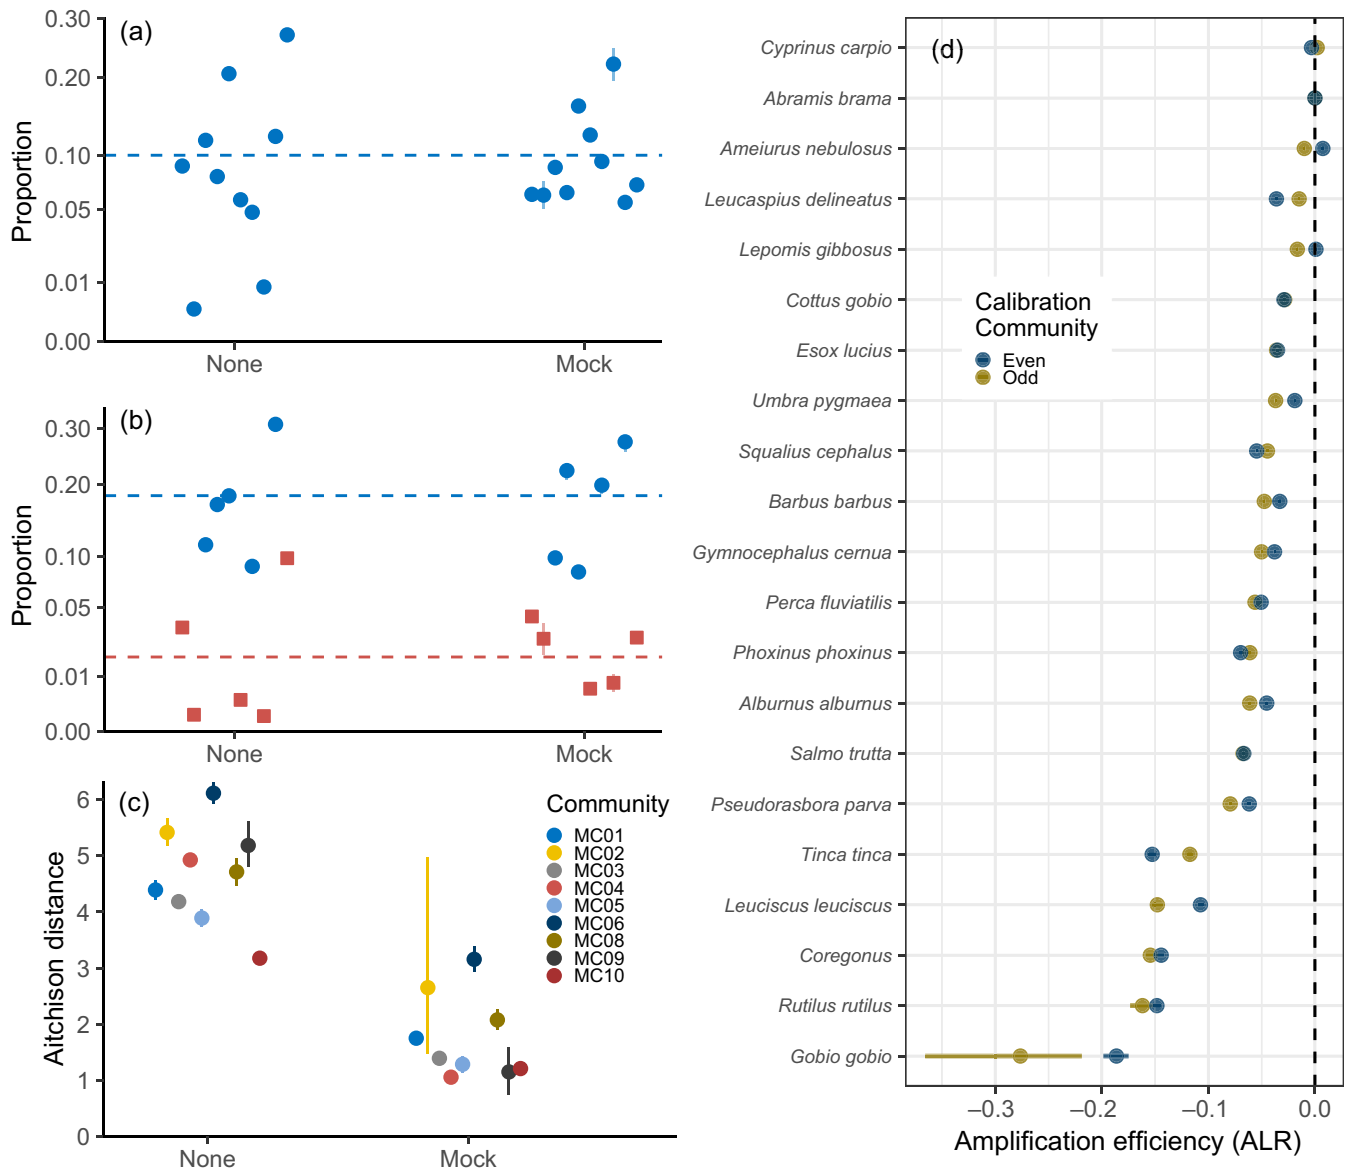 (a)
Proportion
0.30
0.20
0.10
0.05
0.01
0.00
None
Mock
(b)
Proportion
0.30
0.20
0.10
0.05
0.01
0.00
None
Mock
(c)
Aitchison distance
6
5
4
3
2
1
0
None
Mock
Community
MC01
MC02
MC03
MC04
MC05
MC06
MC08
MC09
MC10
(d)
Cyprinus carpio
Abramis brama
Ameiurus nebulosus
Leucaspius delineatus
Lepomis gibbosus
Cottus gobio
Esox lucius
Umbra pygmaea
Squalius cephalus
Barbus barbus
Gymnocephalus cernua
Perca fluviatilis
Phoxinus phoxinus
Alburnus alburnus
Salmo trutta
Pseudorasbora parva
Tinca tinca
Leuciscus leuciscus
Coregonus
Rutilus rutilus
Gobio gobio
Calibration
Community
Even
Odd
−0.3 −0.2 −0.1 0.0
Amplification efficiency (ALR)